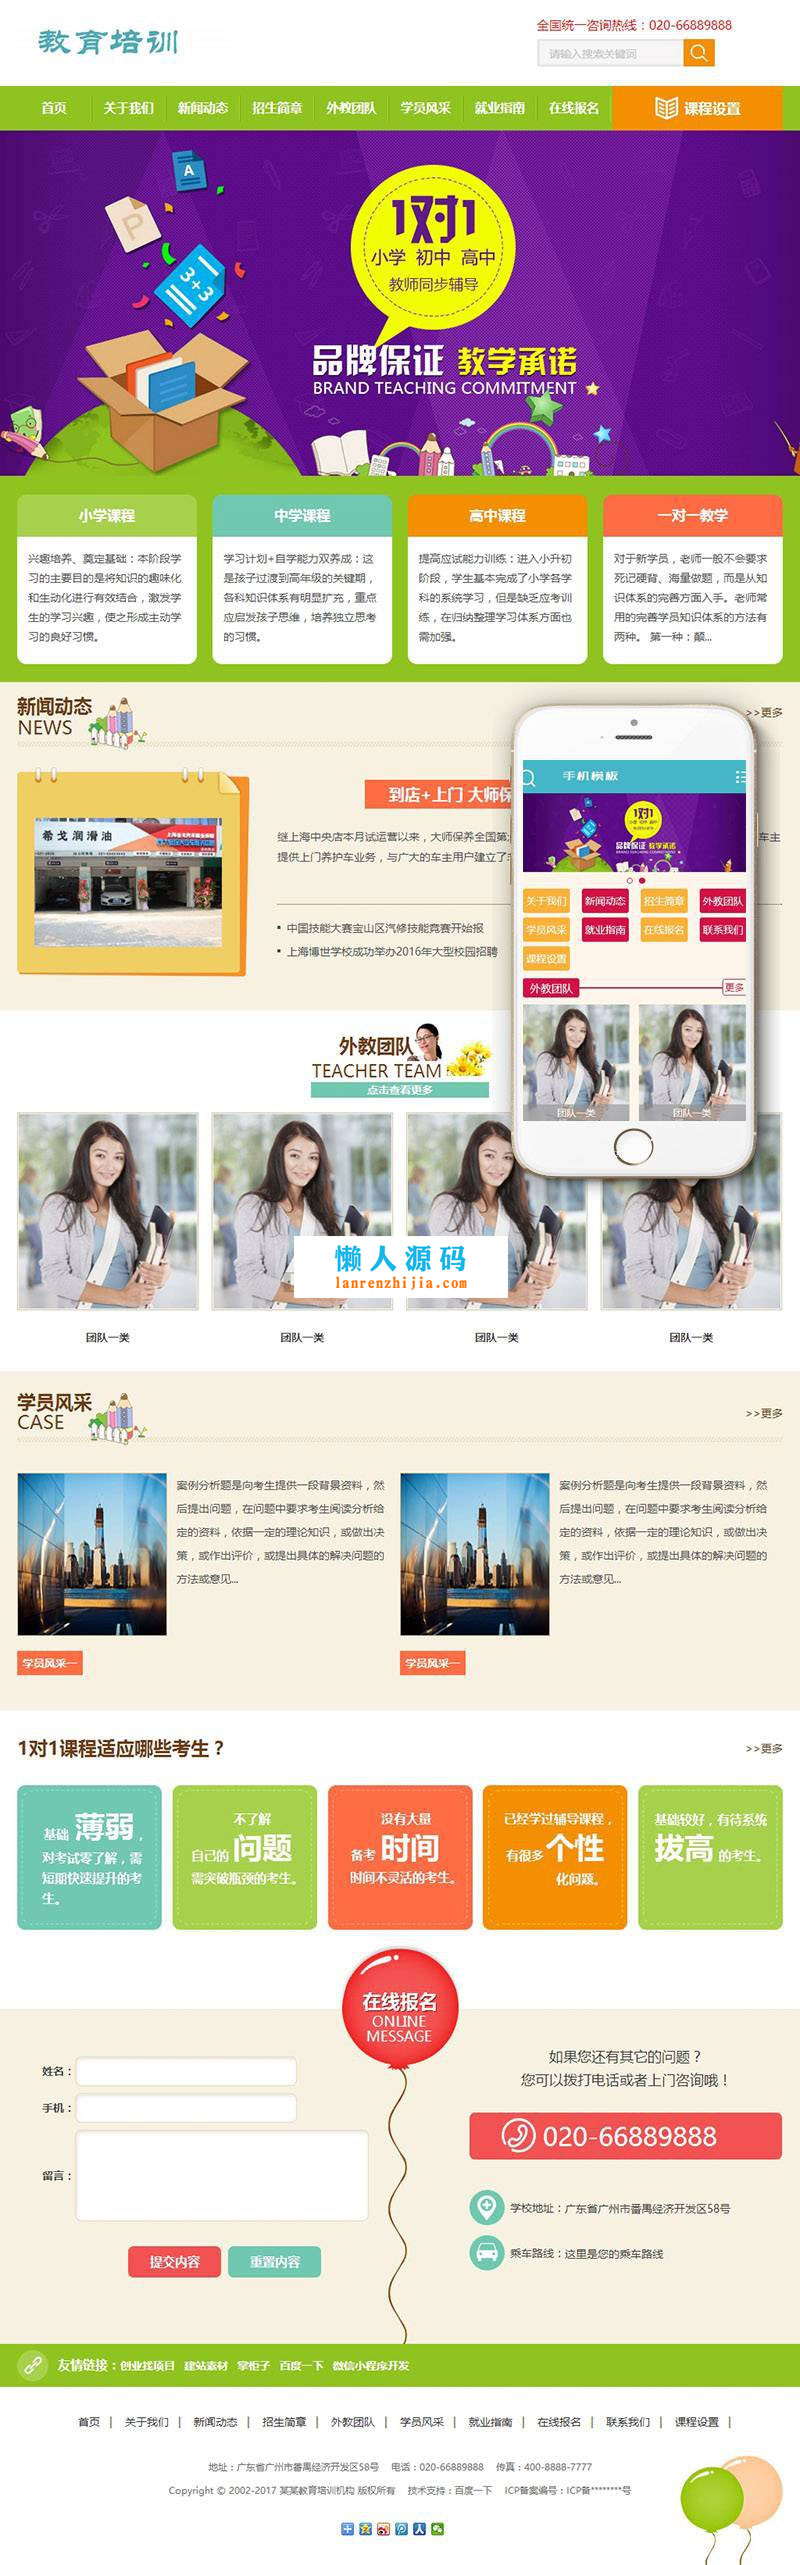 教育培训
全国统一咨询热线：020-66889888
请输入搜索关键词
首页 关于我们 新闻动态 招生简章 外教团队 学员风采 就业指南 在线报名 课程设置
A
P
3+3
1对1
小学 初中 高中
教师同步辅导
品牌保证 教学承诺
BRAND TEACHING COMMITMENT
小学课程
兴趣培养、奠定基础：本阶段学
习的主要目的是将知识的趣味化
和生动化进行有效结合，激发学
生的学习兴趣，使之形成主动学
习的良好习惯。
中学课程
学习计划+自学能力双养成：这
是孩子过渡到高年级的关键期，
各科知识体系有明显扩充，重点
应启发孩子思维，培养独立思考
的习惯。
高中课程
提高应试能力训练：进入小升初
阶段，学生基本完成了小学各学
科的系统学习，但是缺乏应考训
练，在归纳整理学习体系方面也
需加强。
一对一教学
对于新学员，老师一般不会要求
死记硬背、海量做题，而是从知
识体系的完善方面入手。老师常
用的完善学员知识体系的方法有
两种。 第一种：颠...
新闻动态
NEWS
>>更多
希戈 润滑油
到店+上门 大师保
继上海中央店本月试运营以来，大师保养全国第
车主
提供上门养护车业务，与广大的车主用户建立了
中国技能大赛宝山区汽修技能竞赛开始报
上海博世学校成功举办2016年大型校园招聘
手机模板
1对1
品牌保证 教学承诺
关于我们 新闻动态 招生简章 外教团队
学员风采 就业指南 在线报名 联系我们
课程设置
外教团队 更多
团队一类 团队一类
外教团队
TEACHER TEAM
点击查看更多
懒人源码
lanrenzhijia.com
团队一类 团队一类 团队一类 团队一类
学员风采
CASE
>>更多
案例分析题是向考生提供一段背景资料，然
后提出问题，在问题中要求考生阅读分析给
定的资料，依据一定的理论知识，或做出决
策，或作出评价，或提出具体的解决问题的
方法或意见...
学员风采一
案例分析题是向考生提供一段背景资料，然
后提出问题，在问题中要求考生阅读分析给
定的资料，依据一定的理论知识，或做出决
策，或作出评价，或提出具体的解决问题的
方法或意见...
学员风采一
1对1课程适应哪些考生？
>>更多
基础 薄弱，
对考试零了解，需
短期快速提升的考
生。
不了解
自己的 问题
需突破瓶颈的考生。
没有大量
备考 时间
时间不灵活的考生。
已经学过辅导课程，
有很多 个性
化问题。
基础较好，有待系统
拔高 的考生。
在线报名
ONLINE
MESSAGE
姓名：
手机：
留言：
提交内容 重置内容
如果您还有其它的问题？
您可以拨打电话或者上门咨询哦！
020-66889888
学校地址：广东省广州市番禺经济开发区58号
乘车路线：这里是您的乘车路线
友情链接：创业找项目 建站素材 掌柜子 百度一下 微信小程序开发
首页 | 关于我们 | 新闻动态 | 招生简章 | 外教团队 | 学员风采 | 就业指南 | 在线报名 | 联系我们 | 课程设置 |
地址：广东省广州市番禺经济开发区58号 电话：020-66889888 传真：400-8888-7777
Copyright © 2002-2017 某某教育培训机构 版权所有 技术支持：百度一下 ICP备案编号：ICP备********号